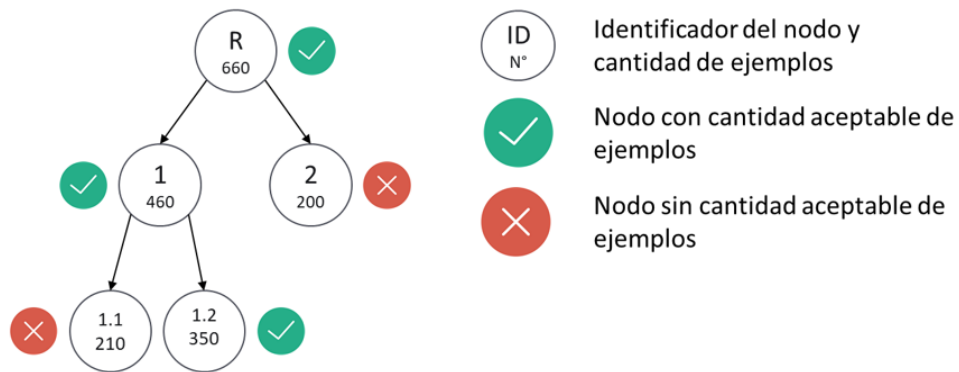 R
660
1
460
2
200
1.1
210
1.2
350
ID
N°
Identificador del nodo y
cantidad de ejemplos
Nodo con cantidad aceptable de
ejemplos
Nodo sin cantidad aceptable de
ejemplos